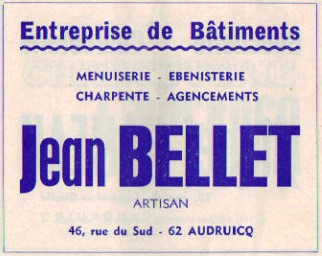 Entreprise de Bâtiments
MENUISERIE - EBENISTERIE
CHARPENTE - AGENCEMENTS
Jean BELLET
ARTISAN
46, rue du Sud - 62 AUDRUICQ